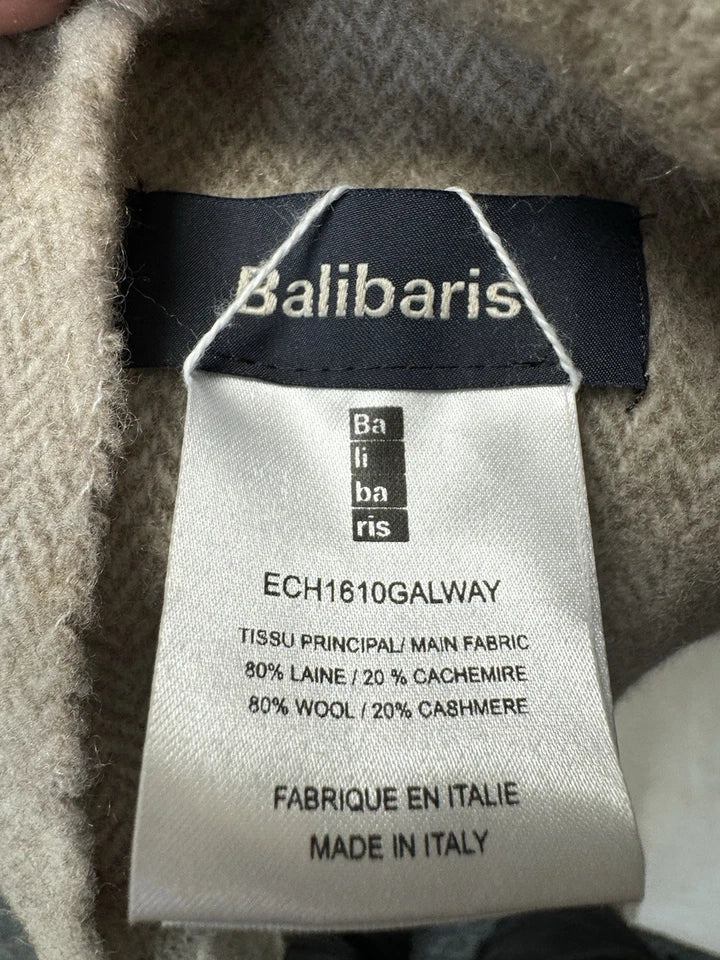 Balibaris
Ba
li
ba
ris
ECH1610GALWAY
TISSU PRINCIPAL/ MAIN FABRIC
80% LAINE / 20 % CACHEMIRE
80% WOOL / 20% CASHMERE
FABRIQUE EN ITALIE
MADE IN ITALY